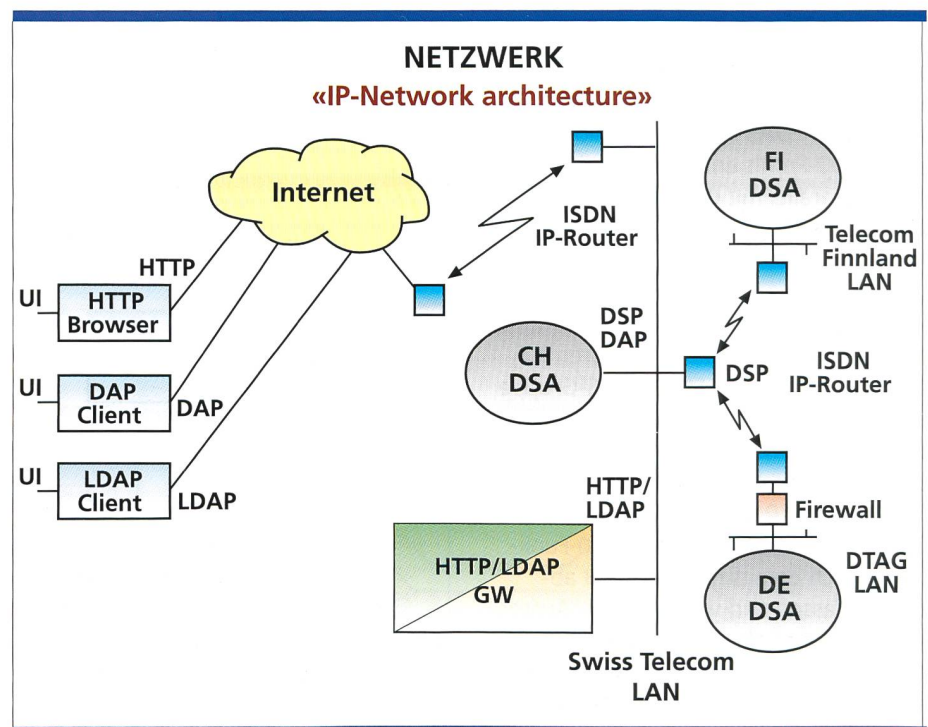 NETZWERK
«IP-Network architecture»
Internet
ISDN
IP-Router
FI
DSA
Telecom
Finnland
LAN
HTTP
UI
HTTP
Browser
UI
DAP
Client
DAP
UI
LDAP
Client
LDAP
CH
DSA
DSP
DAP
DSP
ISDN
IP-Router
HTTP/
LDAP
HTTP/LDAP
GW
Firewall
DTAG
LAN
DE
DSA
Swiss Telecom
LAN